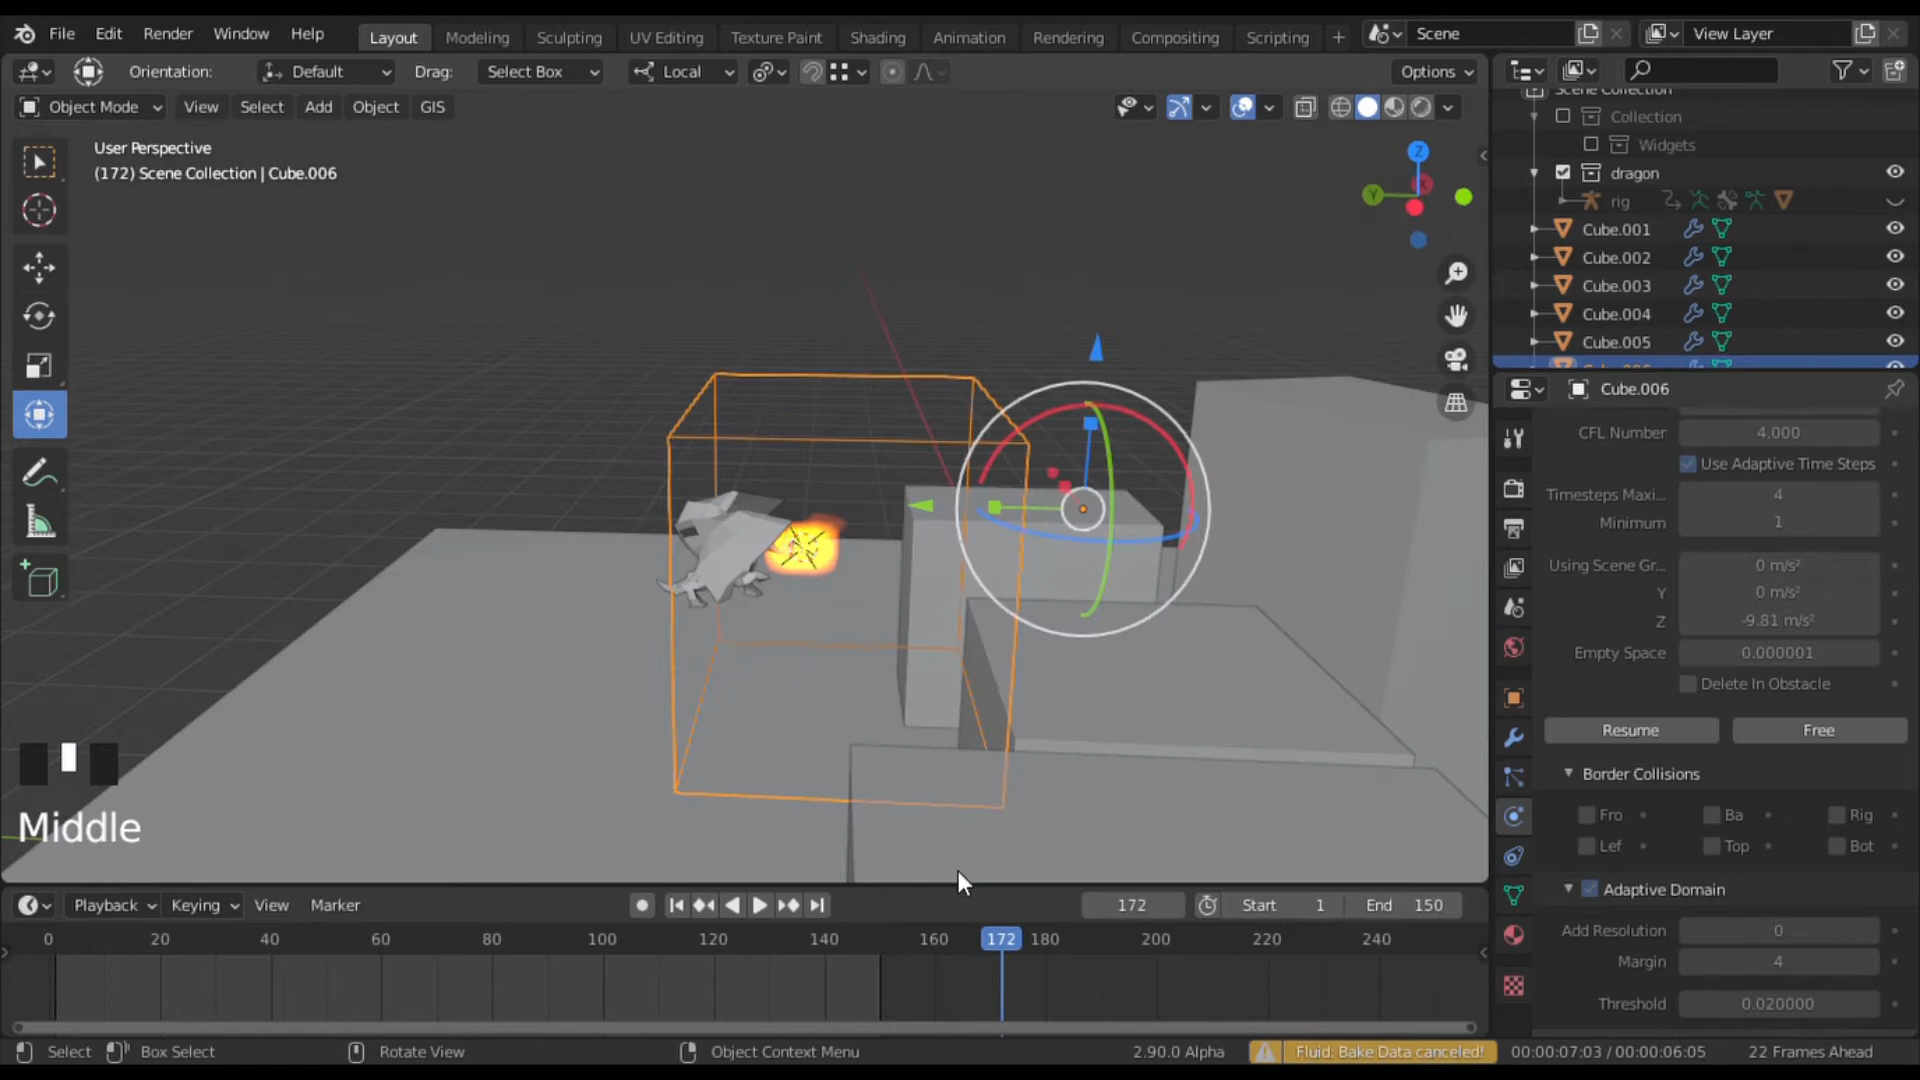 File Edit Render Window Help Layout Modeling Sculpting UV Editing Texture Paint Shading Animation Rendering Compositing Scripting + Scene View Layer
Orientation: Default Drag: Select Box Local Options
Object Mode View Select Add Object GIS
User Perspective
(172) Scene Collection | Cube.006
Z
Y
Scene Collection
Collection
Widgets
dragon
rig
Cube.001
Cube.002
Cube.003
Cube.004
Cube.005
Cube.006
CFL Number 4.000
Use Adaptive Time Steps
Timesteps Maxi... 4
Minimum 1
Using Scene Gr... 0 m/s²
Y 0 m/s²
Z -9.81 m/s²
Empty Space 0.000001
Delete In Obstacle
Resume Free
Border Collisions
Fro Ba Rig
Lef Top Bot
Adaptive Domain
Add Resolution 0
Margin 4
Threshold 0.020000
Middle
Playback Keying View Marker 172 Start 1 End 150
0 20 40 60 80 100 120 140 160 172 180 200 220 240
Select Box Select Rotate View Object Context Menu 2.90.0 Alpha Fluid: Bake Data canceled! 00:00:07:03 / 00:00:06:05 22 Frames Ahead